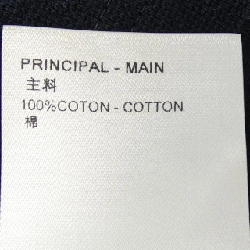 PRINCIPAL - MAIN
主料
100%COTON - COTTON
棉